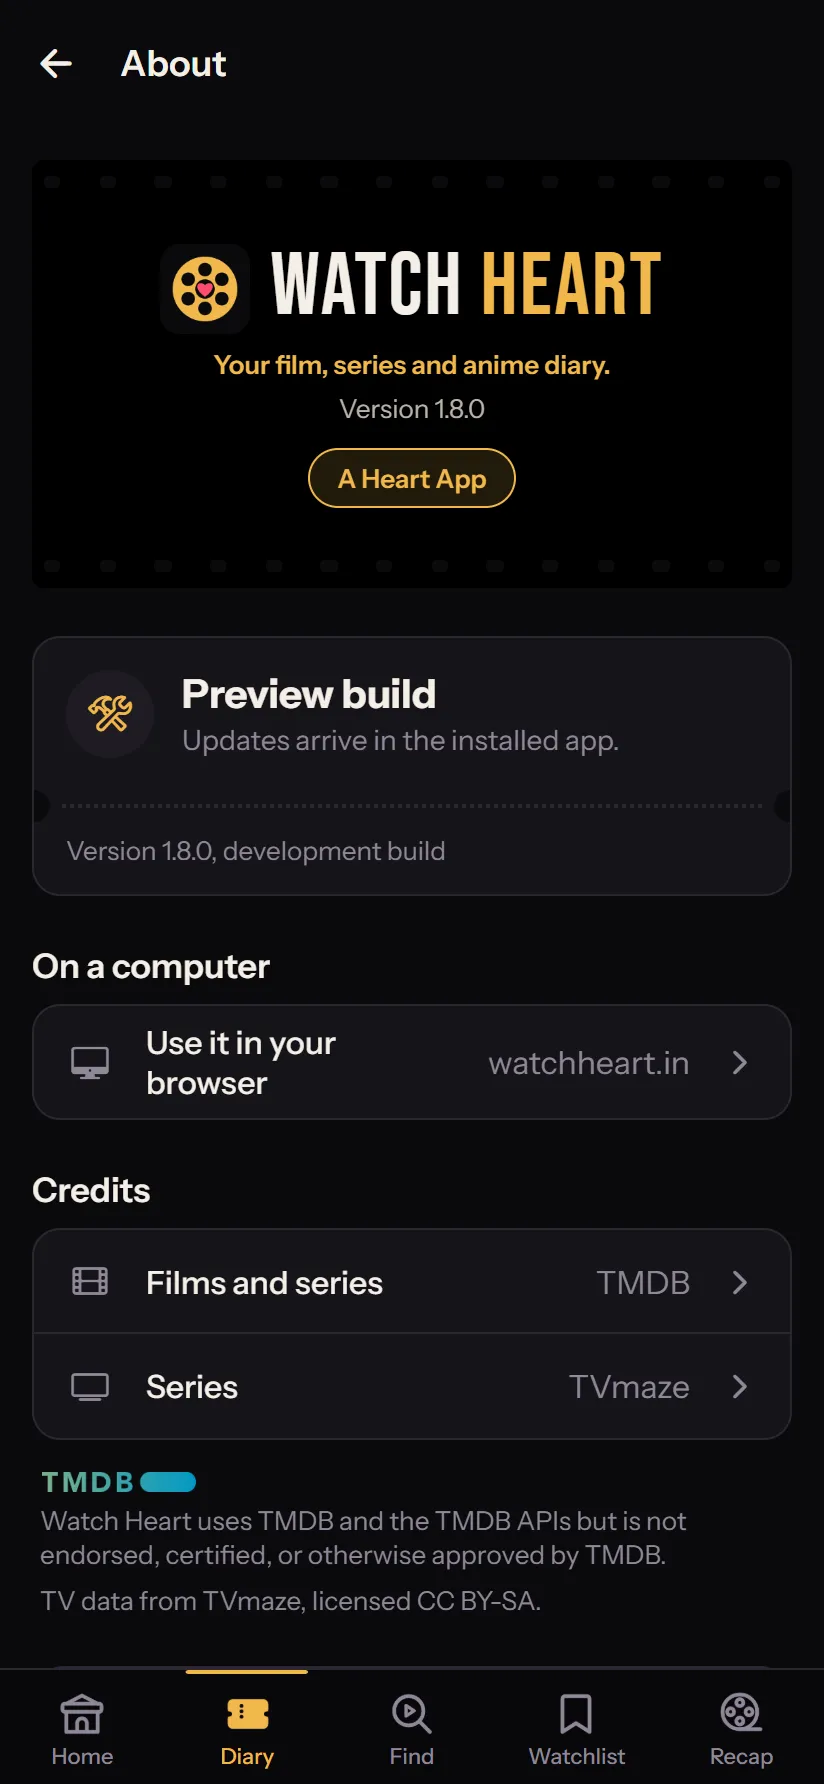 About
WATCH HEART
Your film, series and anime diary.
Version 1.8.0
A Heart App
Preview build
Updates arrive in the installed app.
Version 1.8.0, development build
On a computer
Use it in your
browser
watchheart.in
Credits
Films and series TMDB
Series TVmaze
TMDB
Watch Heart uses TMDB and the TMDB APIs but is not
endorsed, certified, or otherwise approved by TMDB.
TV data from TVmaze, licensed CC BY-SA.
Home Diary Find Watchlist Recap